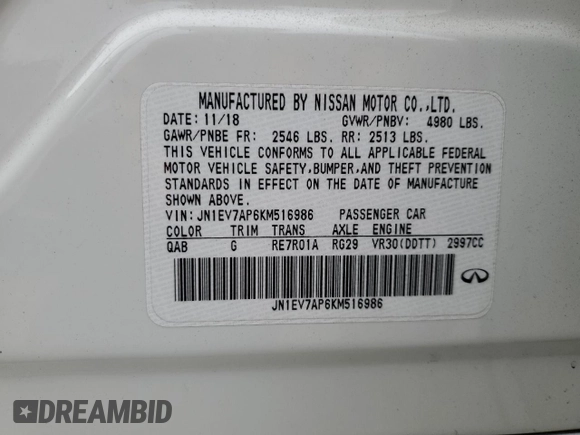 MANUFACTURED BY NISSAN MOTOR CO.,LTD.
DATE: 11/18 GVWR/PNBV: 4980 LBS.
GAWR/PNBE FR: 2546 LBS. RR: 2513 LBS.
THIS VEHICLE CONFORMS TO ALL APPLICABLE FEDERAL
MOTOR VEHICLE SAFETY,BUMPER,AND THEFT PREVENTION
STANDARDS IN EFFECT ON THE DATE OF MANUFACTURE
SHOWN ABOVE.
VIN: JN1EV7AP6KM516986 PASSENGER CAR
COLOR TRIM TRANS AXLE ENGINE
QAB G RE7R01A RG29 VR30(DDTT) 2997CC
JN1EV7AP6KM516986
DREAMBID